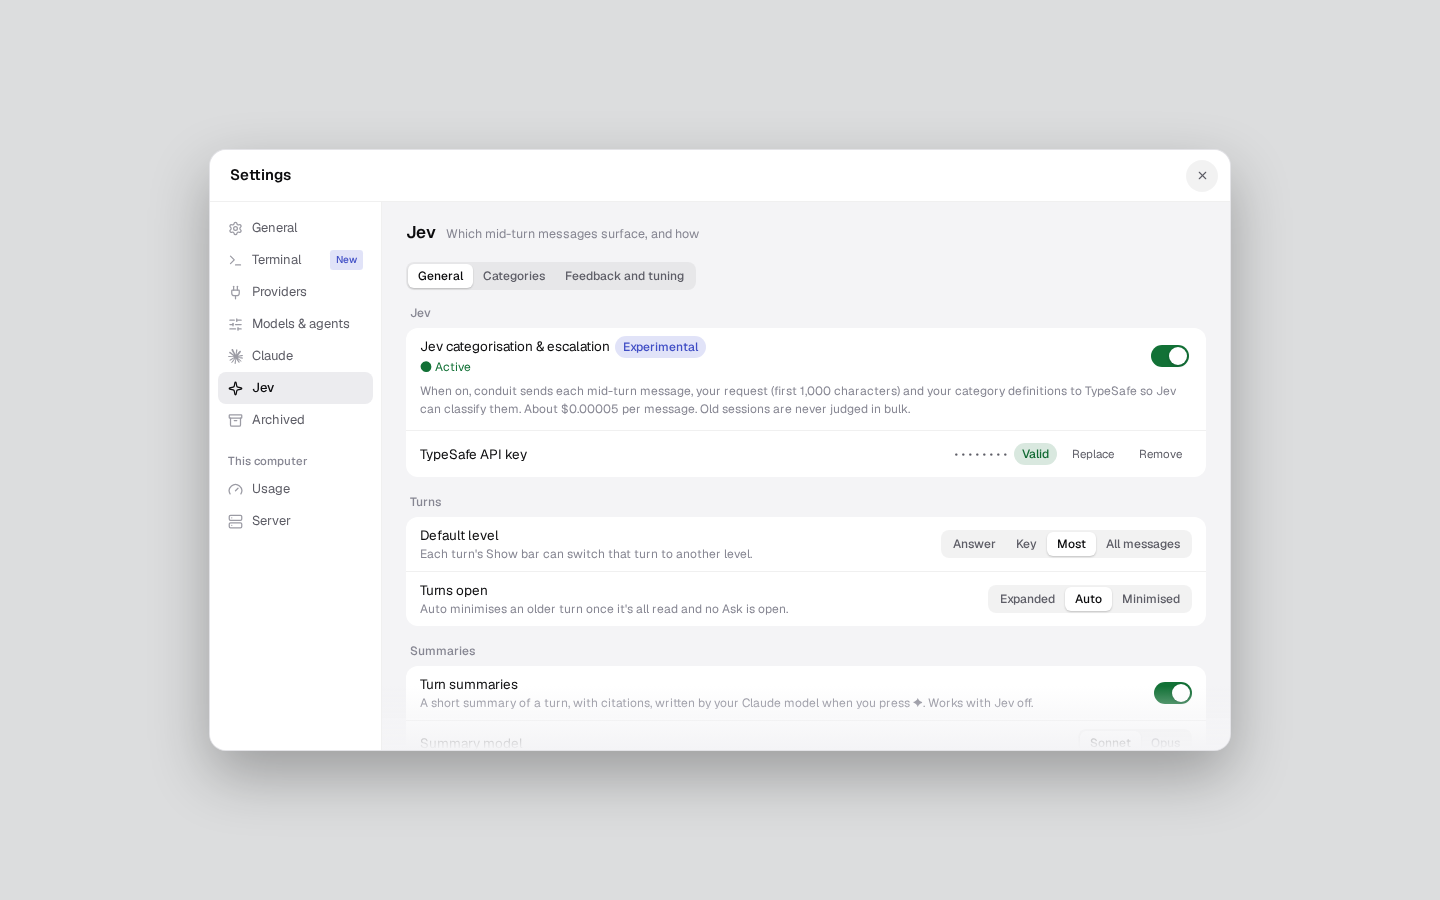 Settings
General
Terminal New
Providers
Models & agents
Claude
Jev
Archived
This computer
Usage
Server
Jev Which mid-turn messages surface, and how
General Categories Feedback and tuning
Jev
Jev categorisation & escalation Experimental
Active
When on, conduit sends each mid-turn message, your request (first 1,000 characters) and your category definitions to TypeSafe so Jev
can classify them. About $0.00005 per message. Old sessions are never judged in bulk.
TypeSafe API key •••••••• Valid Replace Remove
Turns
Default level
Each turn's Show bar can switch that turn to another level.
Answer Key Most All messages
Turns open
Auto minimises an older turn once it's all read and no Ask is open.
Expanded Auto Minimised
Summaries
Turn summaries
A short summary of a turn, with citations, written by your Claude model when you press ✦. Works with Jev off.
Summary model Sonnet Opus